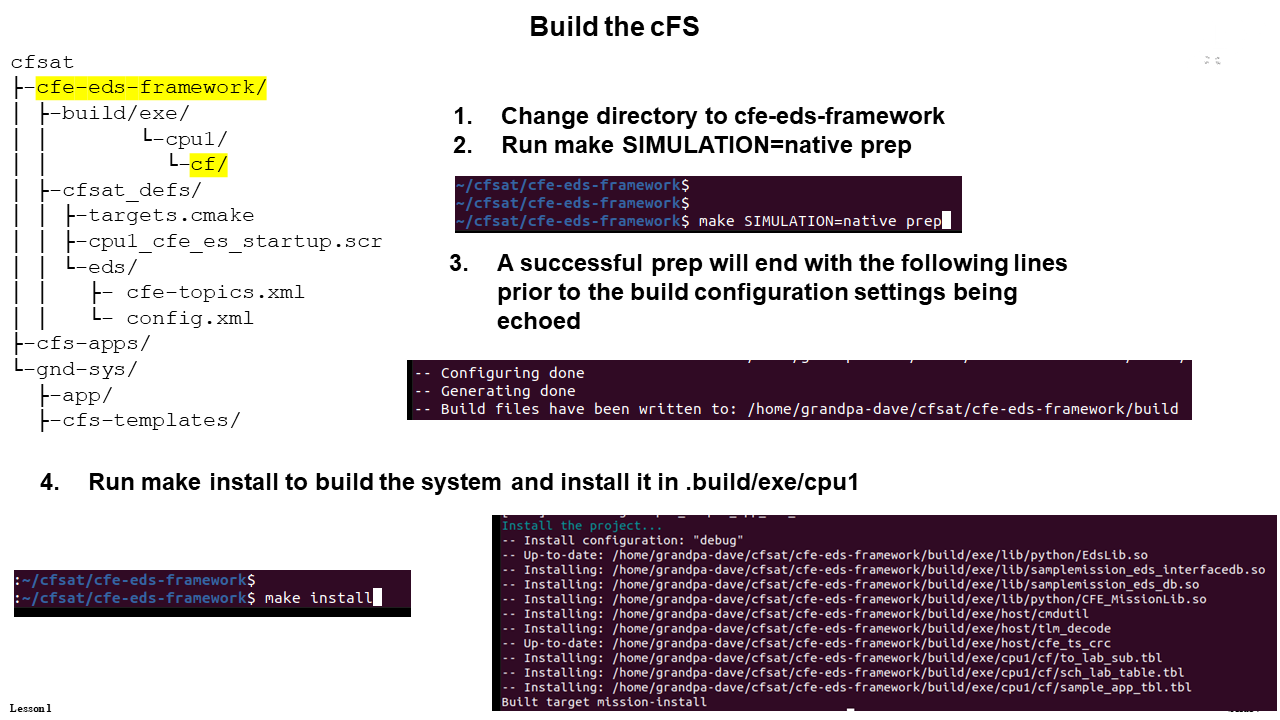 Build the cFS
cfsat
├─cfe-eds-framework/
│ ├─build/exe/
│ │ └─cpu1/
│ │ └─cf/
│ ├─cfsat_defs/
│ │ ├─targets.cmake
│ │ ├─cpu1_cfe_es_startup.scr
│ │ └─eds/
│ │ ├─ cfe-topics.xml
│ │ └─ config.xml
├─cfs-apps/
└─gnd-sys/
├─app/
├─cfs-templates/
1. Change directory to cfe-eds-framework
2. Run make SIMULATION=native prep
~/cfsat/cfe-eds-framework$
~/cfsat/cfe-eds-framework$
~/cfsat/cfe-eds-framework$ make SIMULATION=native prep
3. A successful prep will end with the following lines
prior to the build configuration settings being
echoed
-- Configuring done
-- Generating done
-- Build files have been written to: /home/grandpa-dave/cfsat/cfe-eds-framework/build
4. Run make install to build the system and install it in .build/exe/cpu1
:~/cfsat/cfe-eds-framework$
:~/cfsat/cfe-eds-framework$ make install
Install the project...
-- Install configuration: "debug"
-- Up-to-date: /home/grandpa-dave/cfsat/cfe-eds-framework/build/exe/lib/python/EdsLib.so
-- Installing: /home/grandpa-dave/cfsat/cfe-eds-framework/build/exe/lib/samplemission_eds_interfacedb.so
-- Installing: /home/grandpa-dave/cfsat/cfe-eds-framework/build/exe/lib/samplemission_eds_db.so
-- Installing: /home/grandpa-dave/cfsat/cfe-eds-framework/build/exe/lib/python/CFE_MissionLib.so
-- Installing: /home/grandpa-dave/cfsat/cfe-eds-framework/build/exe/host/cmdutil
-- Installing: /home/grandpa-dave/cfsat/cfe-eds-framework/build/exe/host/tlm_decode
-- Up-to-date: /home/grandpa-dave/cfsat/cfe-eds-framework/build/exe/host/cfe_ts_crc
-- Installing: /home/grandpa-dave/cfsat/cfe-eds-framework/build/exe/cpu1/cf/to_lab_sub.tbl
-- Installing: /home/grandpa-dave/cfsat/cfe-eds-framework/build/exe/cpu1/cf/sch_lab_table.tbl
-- Installing: /home/grandpa-dave/cfsat/cfe-eds-framework/build/exe/cpu1/cf/sample_app_tbl.tbl
Built target mission-install
Lesson 1